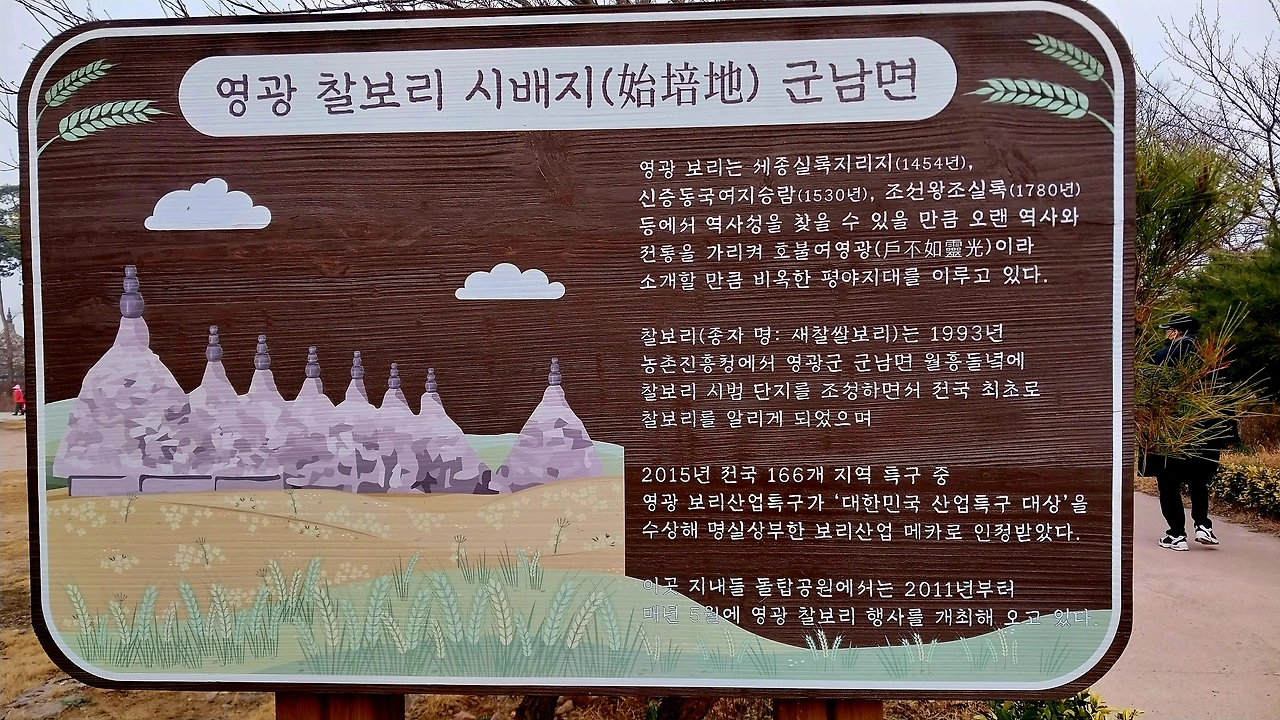 영광 찰보리 시배지(始培地) 군남면
영광 보리는 세종실록지리지(1454년),
신증동국여지승람(1530년), 조선왕조실록(1780년)
등에서 역사성을 찾을 수 있을 만큼 오랜 역사와
전통을 가리켜 호불여영광(戶不如靈光)이라
소개할 만큼 비옥한 평야지대를 이루고 있다.
찰보리(종자 명: 새찰쌀보리)는 1993년
농촌진흥청에서 영광군 군남면 월흥들녘에
찰보리 시범 단지를 조성하면서 전국 최초로
찰보리를 알리게 되었으며
2015년 전국 166개 지역 특구 중
영광 보리산업특구가 '대한민국 산업특구 대상'을
수상해 명실상부한 보리산업 메카로 인정받았다.
이곳 지내들 돌탑공원에서는 2011년부터
매년 5월에 영광 찰보리 행사를 개최해 오고 있다.